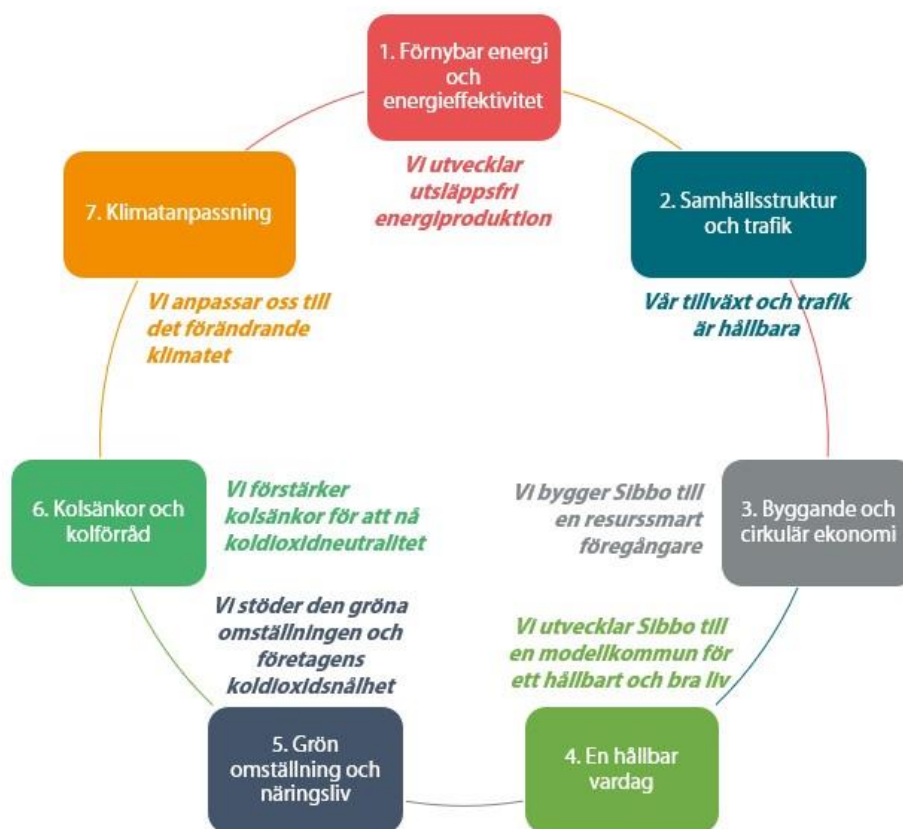 1. Förnybar energi
och
energieffektivitet
Vi utvecklar
utsläppsfri
energiproduktion
2. Samhällsstruktur
och trafik
Vår tillväxt och trafik
är hållbara
3. Byggande och
cirkulär ekonomi
Vi bygger Sibbo till
en resurssmart
föregångare
4. En hållbar
vardag
Vi utvecklar Sibbo till
en modellkommun för
ett hållbart och bra liv
5. Grön
omställning och
näringsliv
Vi stöder den gröna
omställningen och
företagens
koldioxidsnålhet
6. Kolsänkor och
kolförråd
Vi förstärker
kolsänkor för att nå
koldioxidneutralitet
7. Klimatanpassning
Vi anpassar oss till
det förändrande
klimatet